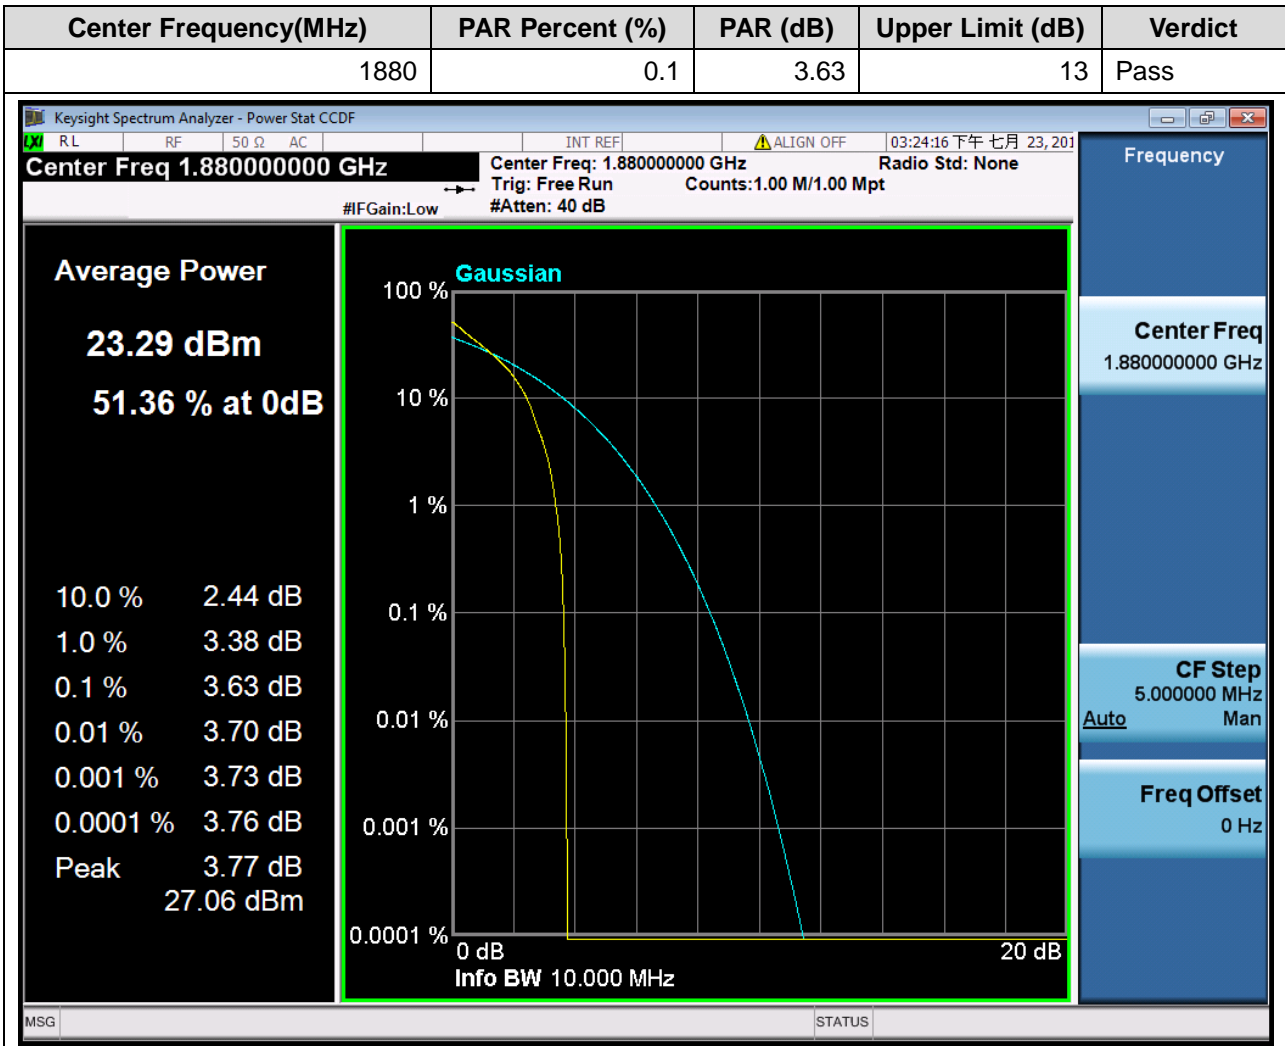 Center Frequency(MHz) PAR Percent (%) PAR (dB) Upper Limit (dB) Verdict
1880 0.1 3.63 13 Pass
Keysight Spectrum Analyzer - Power Stat CCDF
LXI RL RF 50 Ω AC INT REF ALIGN OFF 03:24:16 下午 七月 23, 201
Center Freq 1.880000000 GHz
Center Freq: 1.880000000 GHz Radio Std: None
Trig: Free Run Counts:1.00 M/1.00 Mpt
#IFGain:Low #Atten: 40 dB
Average Power
23.29 dBm
51.36 % at 0dB
10.0 % 2.44 dB
1.0 % 3.38 dB
0.1 % 3.63 dB
0.01 % 3.70 dB
0.001 % 3.73 dB
0.0001 % 3.76 dB
Peak 3.77 dB
27.06 dBm
Gaussian
100 %
10 %
1 %
0.1 %
0.01 %
0.001 %
0.0001 %
0 dB 20 dB
Info BW 10.000 MHz
Frequency
Center Freq
1.880000000 GHz
CF Step
5.000000 MHz
Auto Man
Freq Offset
0 Hz
MSG STATUS